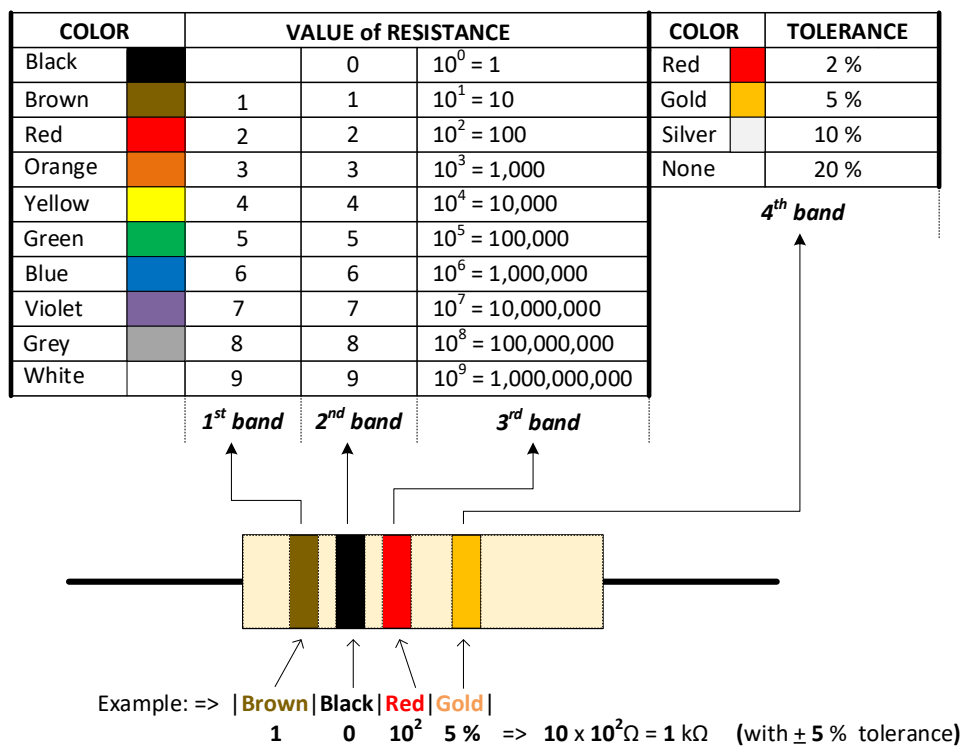 COLOR VALUE of RESISTANCE
Black 0 10⁰ = 1
Brown 1 1 10¹ = 10
Red 2 2 10² = 100
Orange 3 3 10³ = 1,000
Yellow 4 4 10⁴ = 10,000
Green 5 5 10⁵ = 100,000
Blue 6 6 10⁶ = 1,000,000
Violet 7 7 10⁷ = 10,000,000
Grey 8 8 10⁸ = 100,000,000
White 9 9 10⁹ = 1,000,000,000
1ˢᵗ band 2ⁿᵈ band 3ʳᵈ band
COLOR TOLERANCE
Red 2 %
Gold 5 %
Silver 10 %
None 20 %
4ᵗʰ band
Example: => |Brown|Black|Red|Gold|
1 0 10² 5 % => 10 x 10²Ω = 1 kΩ (with ± 5 % tolerance)